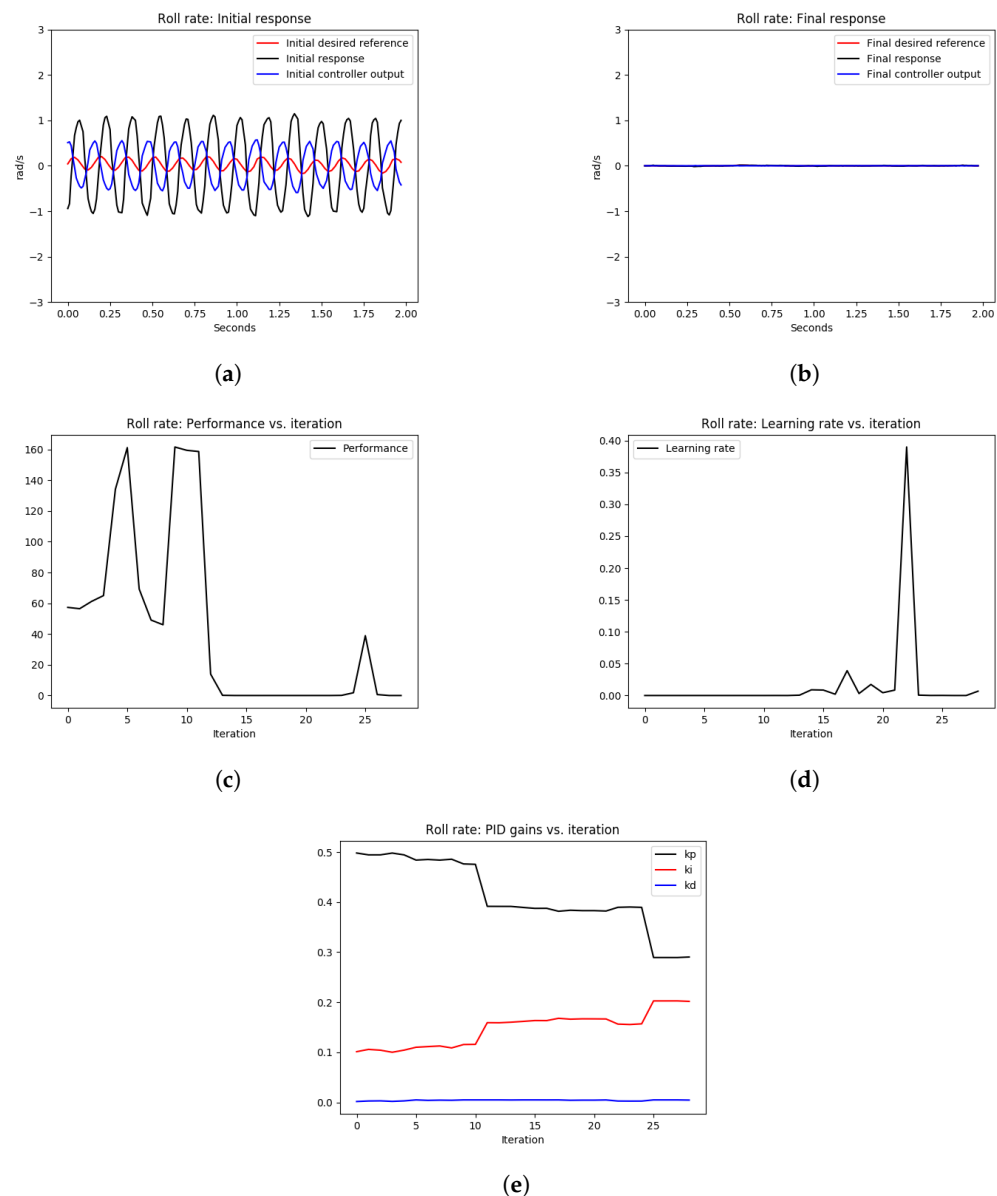 Roll rate: Initial response
Initial desired reference
Initial response
Initial controller output
3
2
1
0
−1
−2
−3
rad/s
0.00 0.25 0.50 0.75 1.00 1.25 1.50 1.75 2.00
Seconds
(a)
Roll rate: Final response
Final desired reference
Final response
Final controller output
3
2
1
0
−1
−2
−3
rad/s
0.00 0.25 0.50 0.75 1.00 1.25 1.50 1.75 2.00
Seconds
(b)
Roll rate: Performance vs. iteration
Performance
160
140
120
100
80
60
40
20
0
0 5 10 15 20 25
Iteration
(c)
Roll rate: Learning rate vs. iteration
Learning rate
0.40
0.35
0.30
0.25
0.20
0.15
0.10
0.05
0.00
0 5 10 15 20 25
Iteration
(d)
Roll rate: PID gains vs. iteration
kp
ki
kd
0.5
0.4
0.3
0.2
0.1
0.0
0 5 10 15 20 25
Iteration
(e)